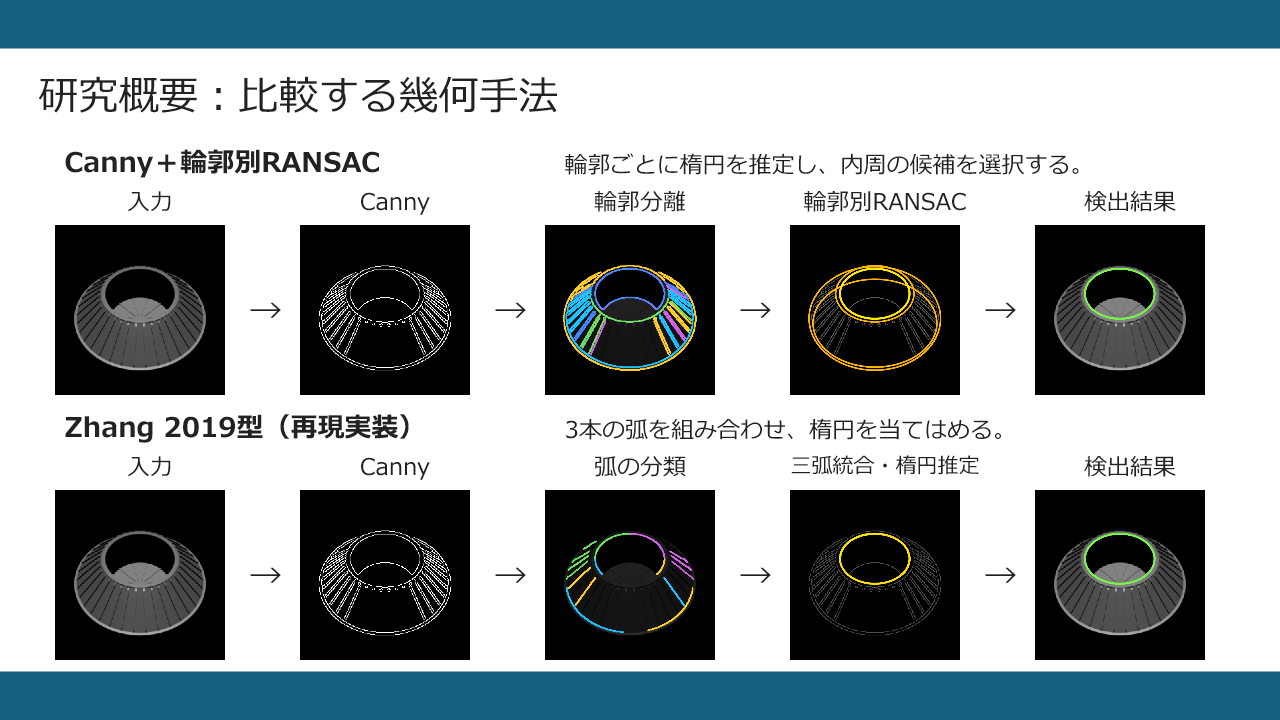 研究概要：比較する幾何手法
Canny＋輪郭別RANSAC
輪郭ごとに楕円を推定し、内周の候補を選択する。
入力
Canny
輪郭分離
輪郭別RANSAC
検出結果
→
→
→
→
Zhang 2019型（再現実装）
3本の弧を組み合わせ、楕円を当てはめる。
入力
Canny
弧の分類
三弧統合・楕円推定
検出結果
→
→
→
→